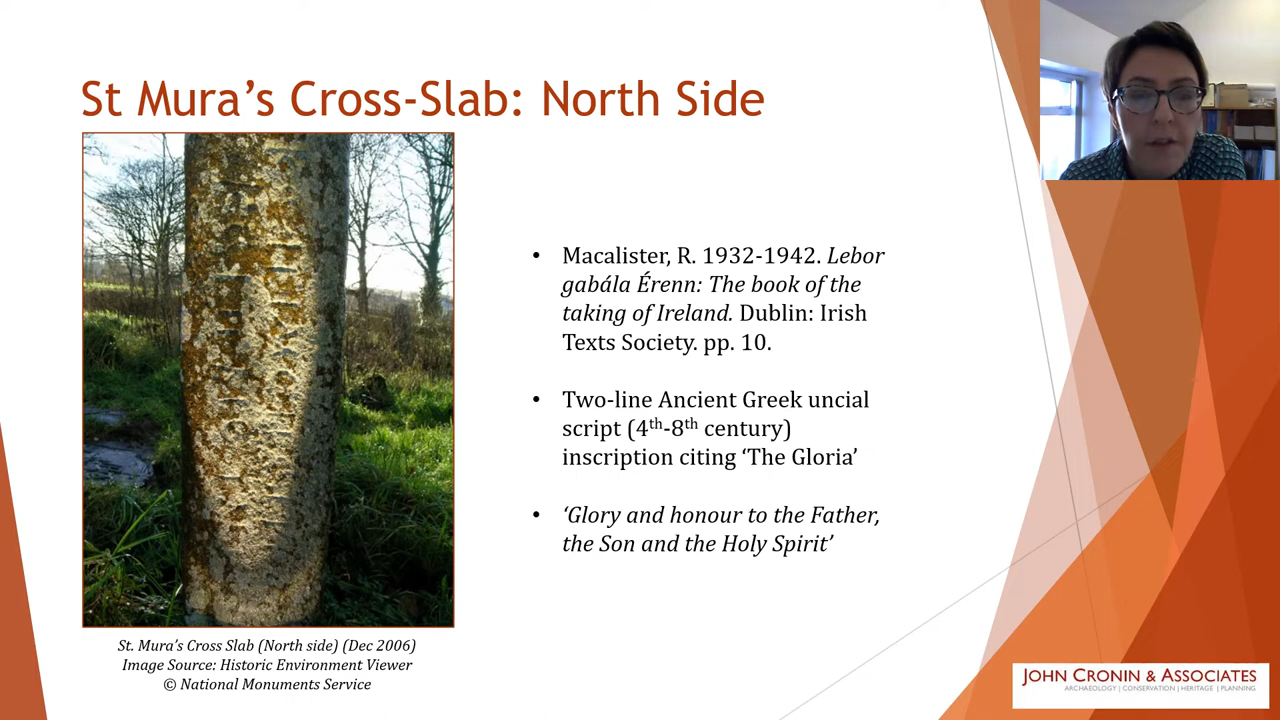 St Mura’s Cross-Slab: North Side
• Macalister, R. 1932-1942. Lebor
gabála Érenn: The book of the
taking of Ireland. Dublin: Irish
Texts Society. pp. 10.
• Two-line Ancient Greek uncial
script (4th-8th century)
inscription citing ‘The Gloria’
• ‘Glory and honour to the Father,
the Son and the Holy Spirit’
St. Mura’s Cross Slab (North side) (Dec 2006)
Image Source: Historic Environment Viewer
© National Monuments Service
JOHN CRONIN & ASSOCIATES
ARCHAEOLOGY | CONSERVATION | HERITAGE | PLANNING